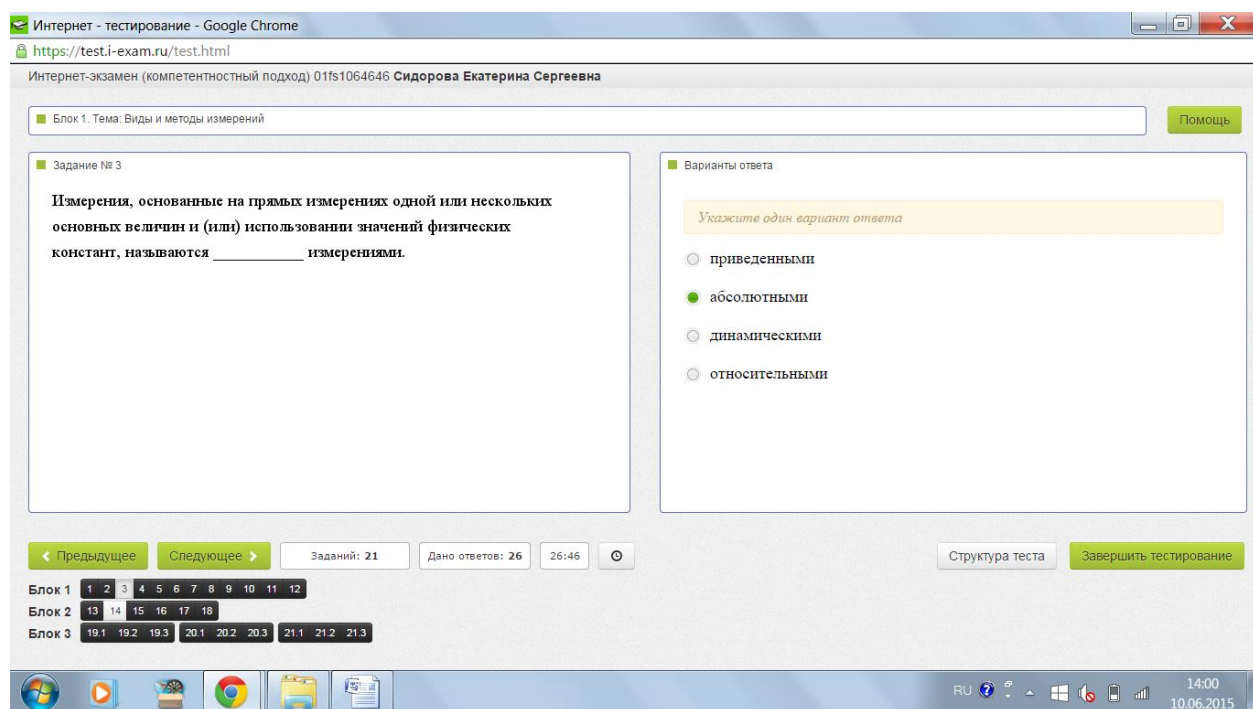 Интернет - тестирование - Google Chrome
https://test.i-exam.ru/test.html
Интернет-экзамен (компетентностный подход) 01fs1064646 Сидорова Екатерина Сергеевна
Блок 1. Тема: Виды и методы измерений
Помощь
Задание № 3
Измерения, основанные на прямых измерениях одной или нескольких
основных величин и (или) использовании значений физических
констант, называются ____________ измерениями.
Варианты ответа
Укажите один вариант ответа
приведенными
абсолютными
динамическими
относительными
Предыдущее
Следующее
Заданий: 21
Дано ответов: 26
26:46
Структура теста
Завершить тестирование
Блок 1 1 2 3 4 5 6 7 8 9 10 11 12
Блок 2 13 14 15 16 17 18
Блок 3 19.1 19.2 19.3 20.1 20.2 20.3 21.1 21.2 21.3
RU
14:00
10.06.2015